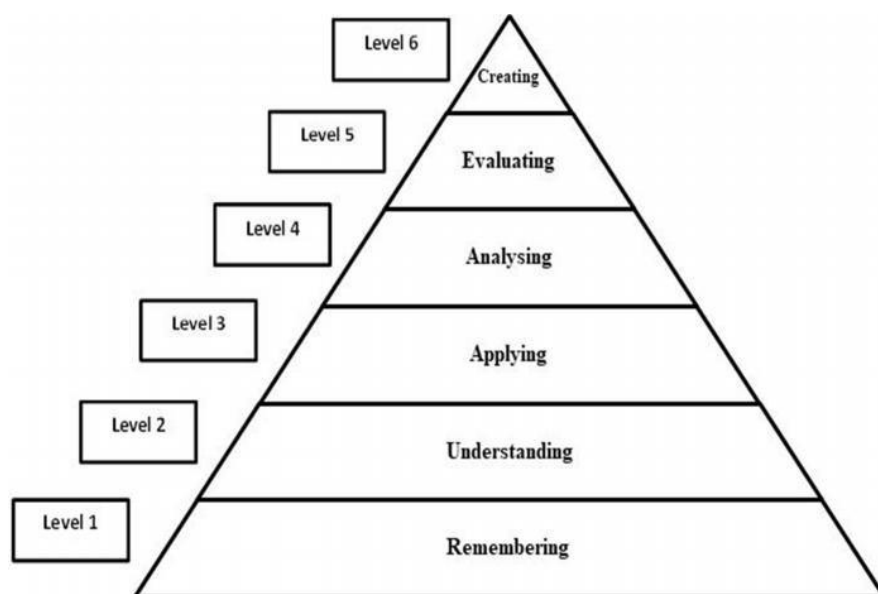 Level 6
Creating
Level 5
Evaluating
Level 4
Analysing
Level 3
Applying
Level 2
Understanding
Level 1
Remembering